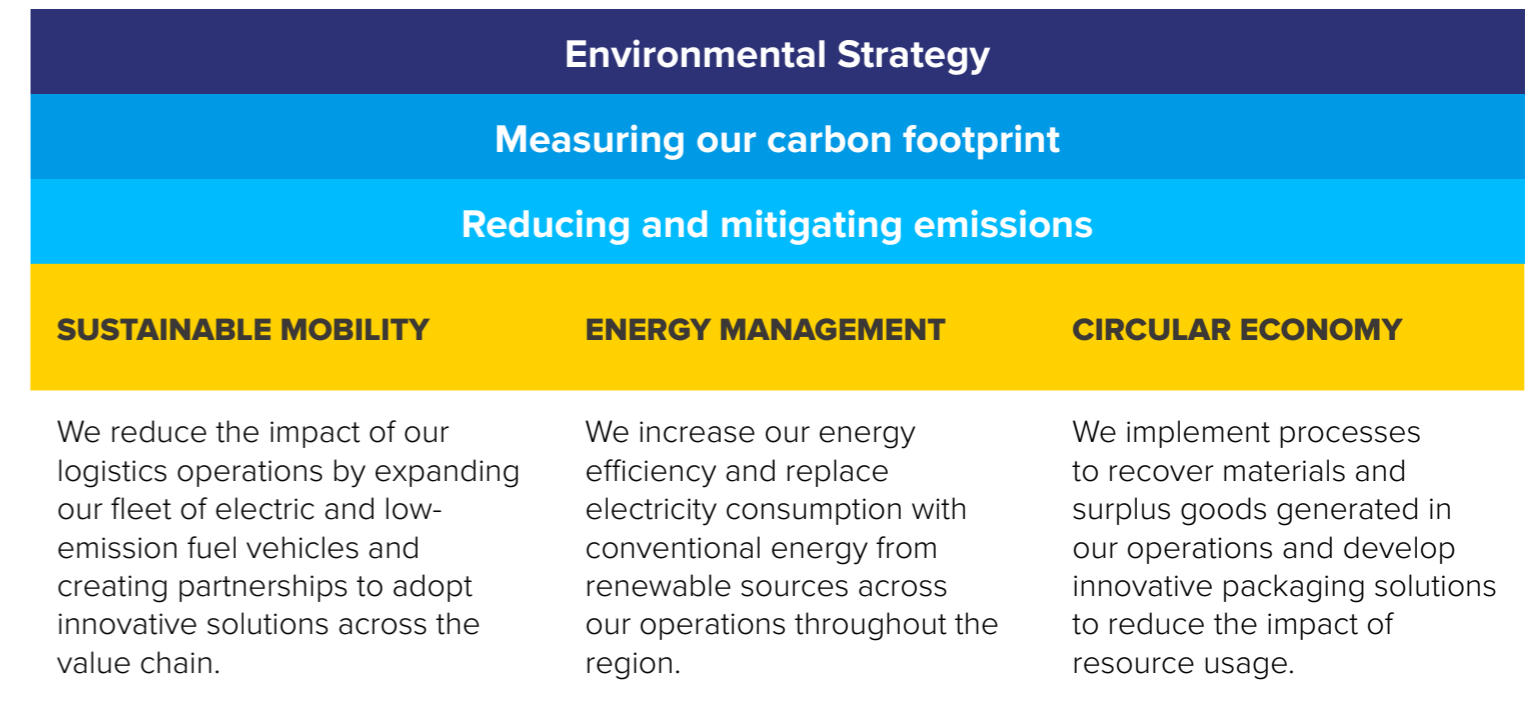 Environmental Strategy
Measuring our carbon footprint
Reducing and mitigating emissions
SUSTAINABLE MOBILITY
We reduce the impact of our
logistics operations by expanding
our fleet of electric and low-
emission fuel vehicles and
creating partnerships to adopt
innovative solutions across the
value chain.
ENERGY MANAGEMENT
We increase our energy
efficiency and replace
electricity consumption with
conventional energy from
renewable sources across
our operations throughout the
region.
CIRCULAR ECONOMY
We implement processes
to recover materials and
surplus goods generated in
our operations and develop
innovative packaging solutions
to reduce the impact of
resource usage.